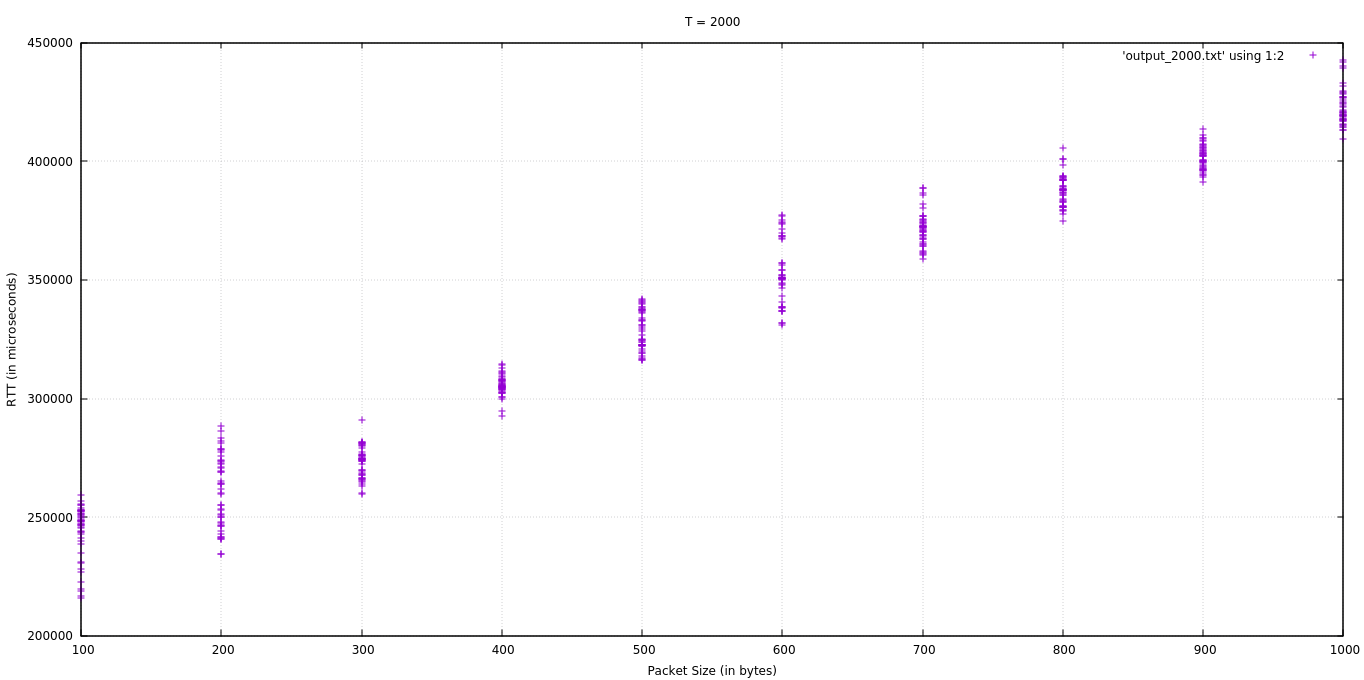 T = 2000
450000
'output_2000.txt' using 1:2
400000
350000
300000
250000
200000
RTT (in microseconds)
100 200 300 400 500 600 700 800 900 1000
Packet Size (in bytes)